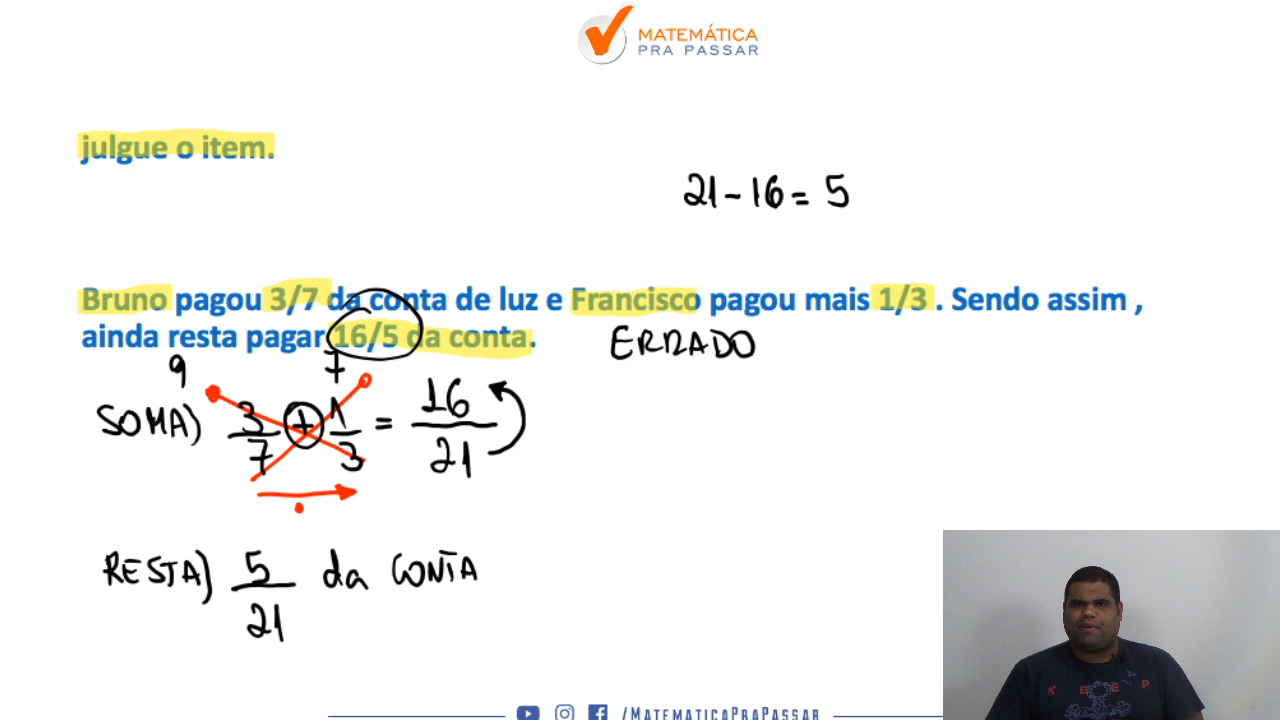 MATEMÁTICA
PRA PASSAR
julgue o item.
21 - 16 = 5
Bruno pagou 3/7 da conta de luz e Francisco pagou mais 1/3 . Sendo assim ,
ainda resta pagar 16/5 da conta.
ERRADO
9 7
SOMA) 3/7 + 1/3 = 16/21
RESTA) 5/21 da CONTA
K E E P
/MATEMATICAPRAPASSAR